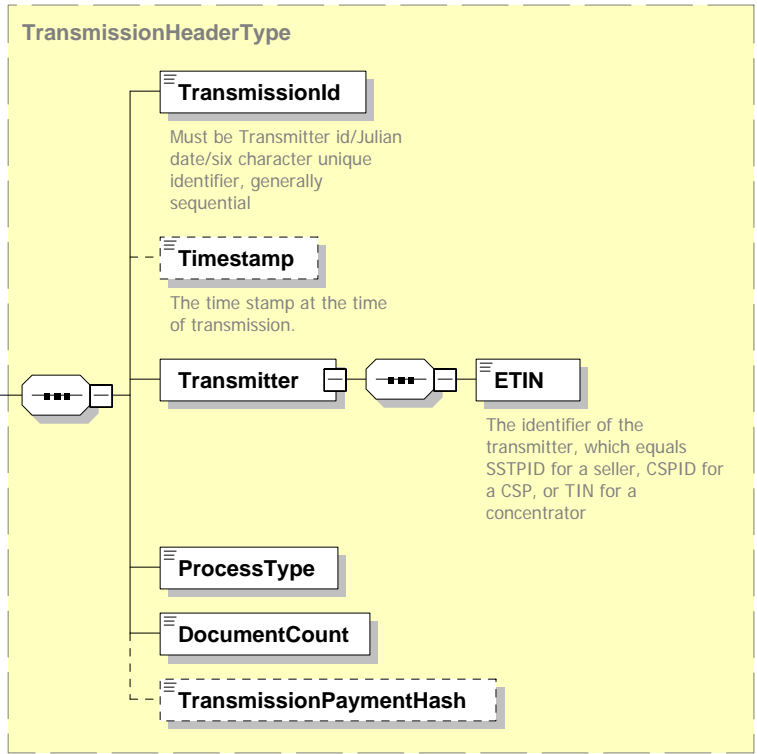 TransmissionHeaderType
TransmissionId
Must be Transmitter id/Julian
date/six character unique
identifier, generally
sequential
Timestamp
The time stamp at the time
of transmission.
Transmitter
ETIN
The identifier of the
transmitter, which equals
SSTPID for a seller, CSPID for
a CSP, or TIN for a
concentrator
ProcessType
DocumentCount
TransmissionPaymentHash